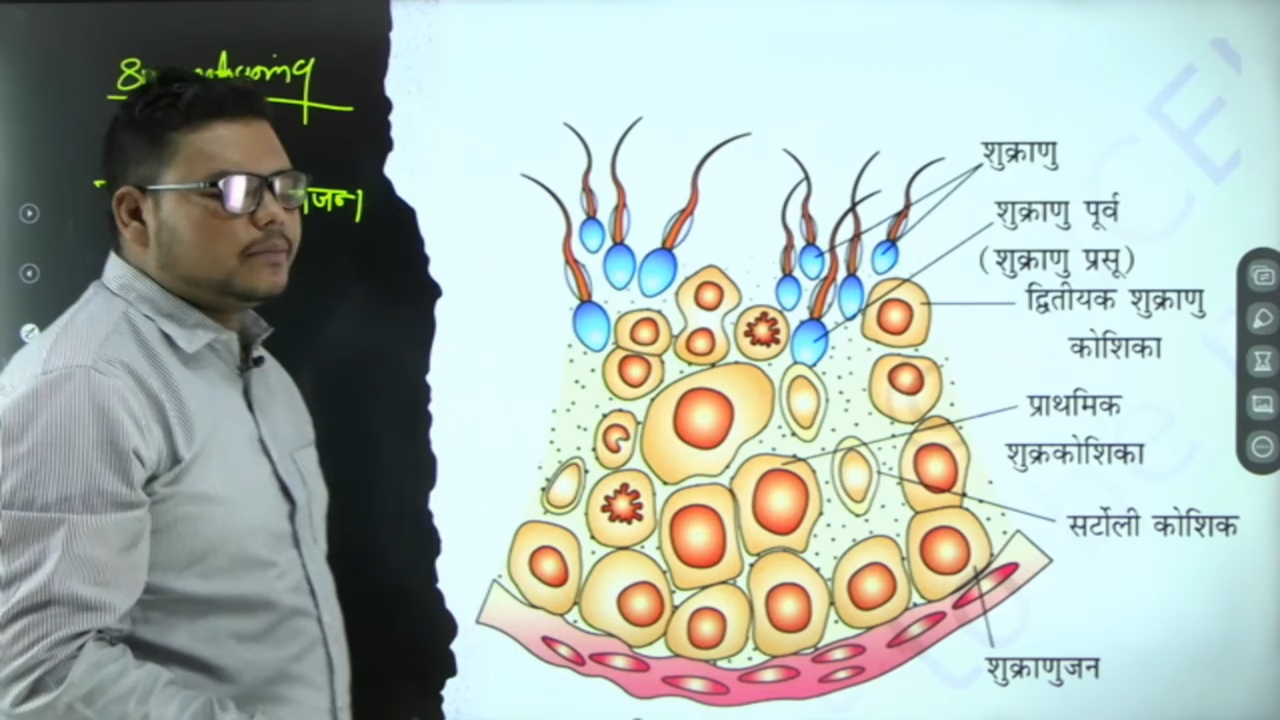 शुक्राणु
शुक्राणु पूर्व
(शुक्राणु प्रसू)
द्वितीयक शुक्राणु
कोशिका
प्राथमिक
शुक्रकोशिका
सर्टोली कोशिक
शुक्राणुजन